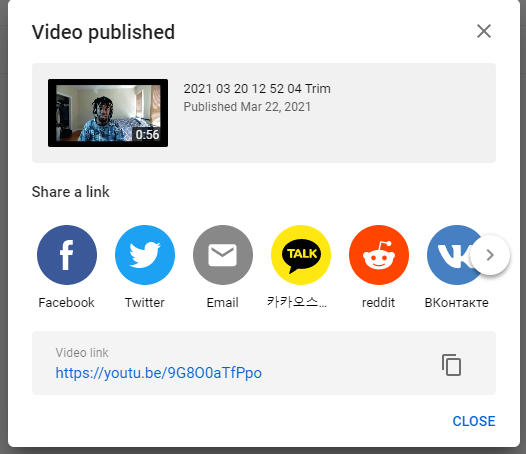 Video published
2021 03 20 12 52 04 Trim
Published Mar 22, 2021
0:56
Share a link
f
TALK
Facebook
Twitter
Email
카카오스...
reddit
ВКонтакте
Video link
https://youtu.be/9G8O0aTfPpo
CLOSE